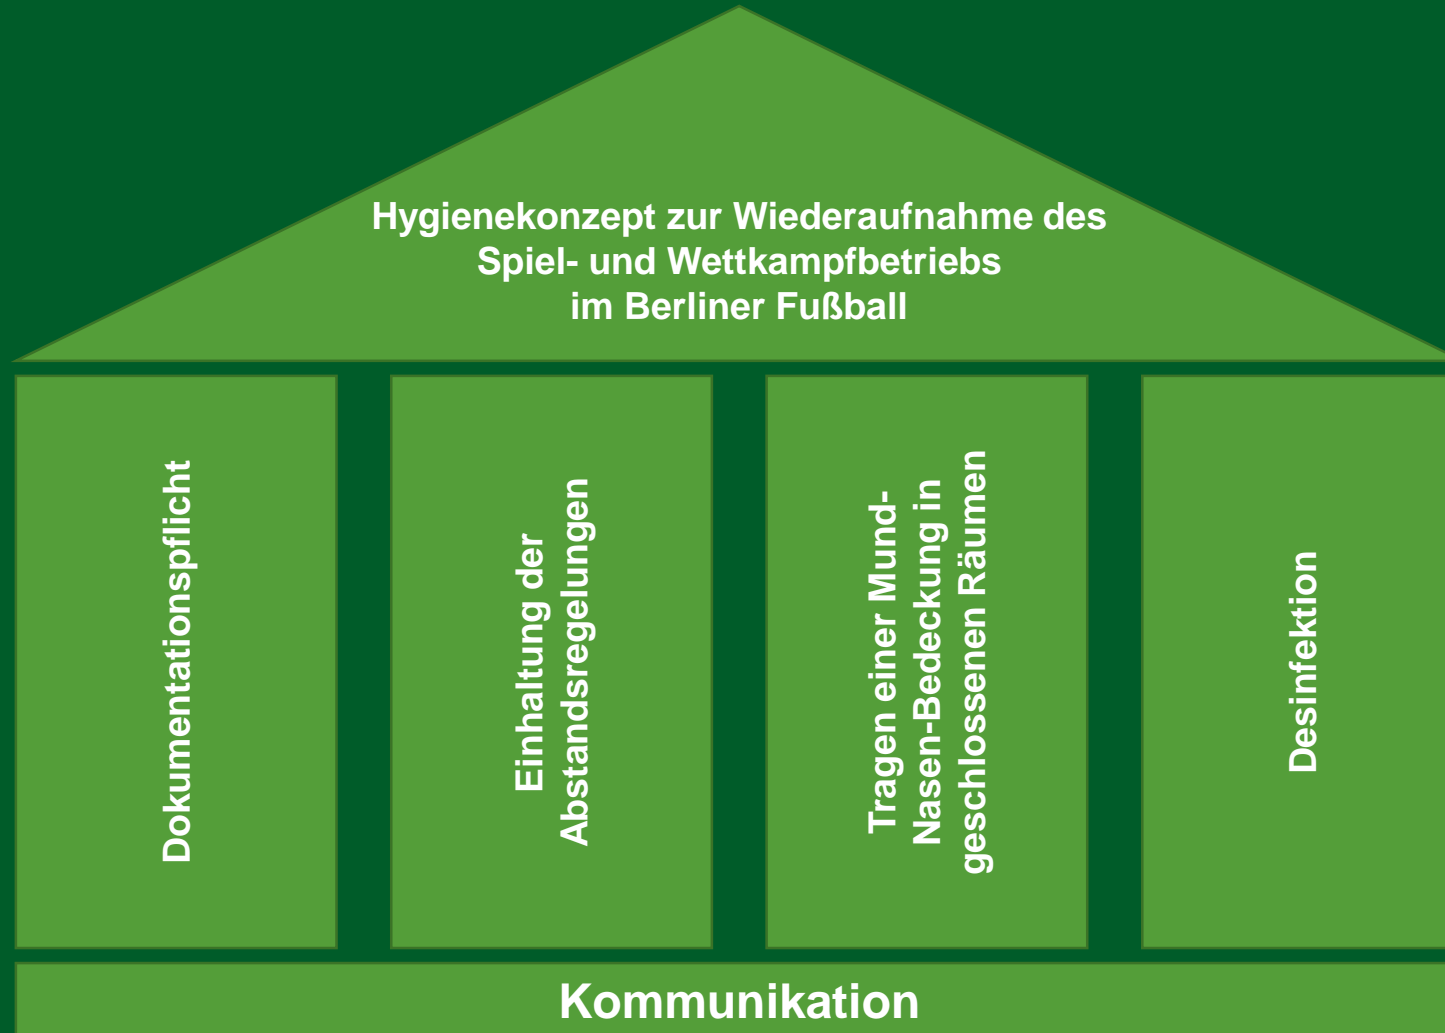 Hygienekonzept zur Wiederaufnahme des
Spiel- und Wettkampfbetriebs
im Berliner Fußball
Dokumentationspflicht
Einhaltung der
Abstandsregelungen
Tragen einer Mund-
Nasen-Bedeckung in
geschlossenen Räumen
Desinfektion
Kommunikation